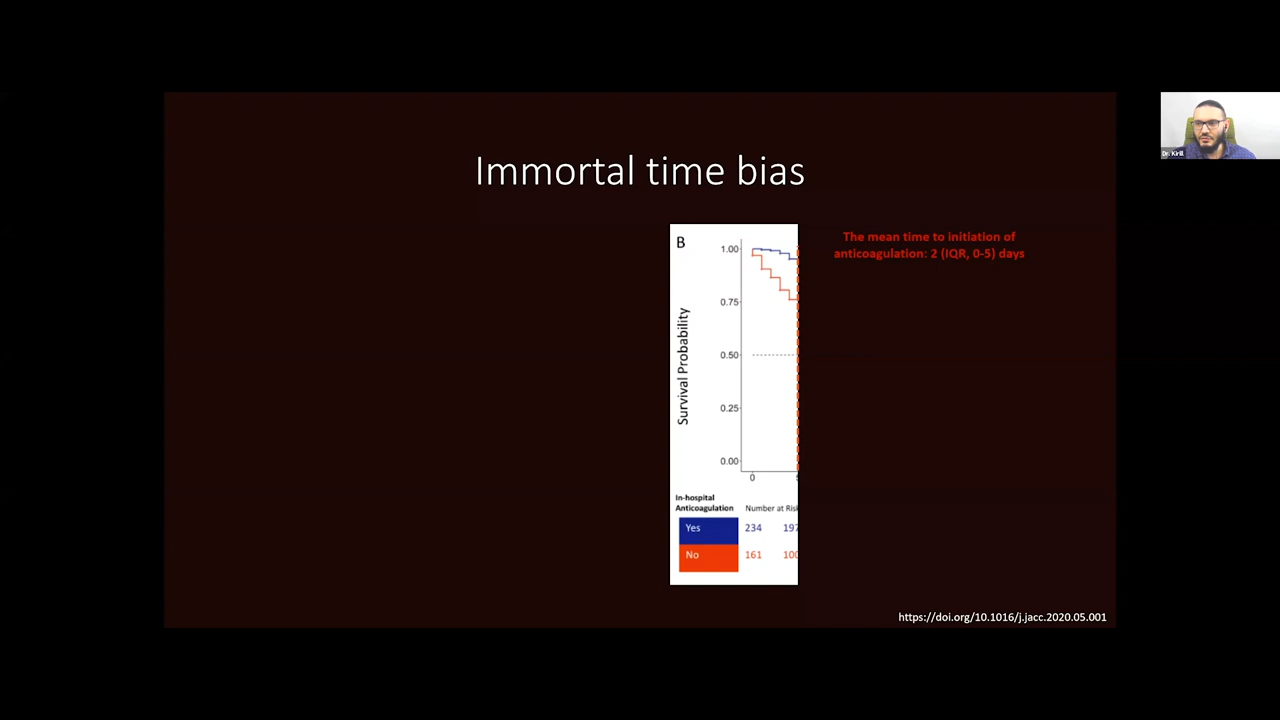 Immortal time bias
B
Survival Probability
1.00
0.75
0.50
0.25
0.00
0
In-hospital
Anticoagulation
Number at Risk
Yes
234
197
No
161
100
The mean time to initiation of
anticoagulation: 2 (IQR, 0-5) days
https://doi.org/10.1016/j.jacc.2020.05.001
Dr. Kirill